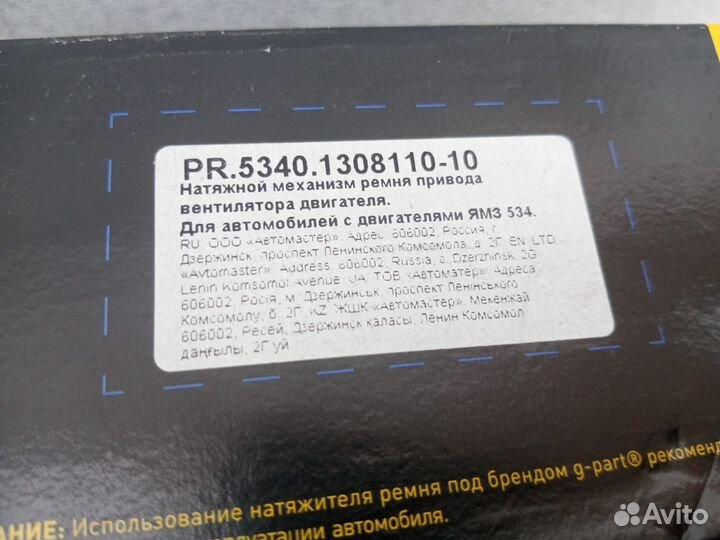 PR.5340.1308110-10
Натяжной механизм ремня привода
вентилятора двигателя.
Для автомобилей с двигателями ЯМЗ 534.
RU, ООО «Автомастер». Адрес: 606002, Россия, г.
Дзержинск, проспект Ленинского Комсомола, д. 2Г. EN, LTD
«Avtomaster». Address, 606002, Russia, c. Dzerzhinsk, 2G
Lenin Komsomol Avenue. UA, ТОВ «Автоматер». Адреса
606002, Росія, м. Дзержинськ, проспект Ленінського
Комсомолу, б. 2Г. KZ, ЖШК «Автомастер». Мекенжай
606002, Ресей, Дзержинск қаласы, Ленин Комсомол
даңғылы, 2Г үй.
АНИЕ: Использование натяжителя ремня под брендом g-part® рекомен
эксплуатации автомобиля.
Avito